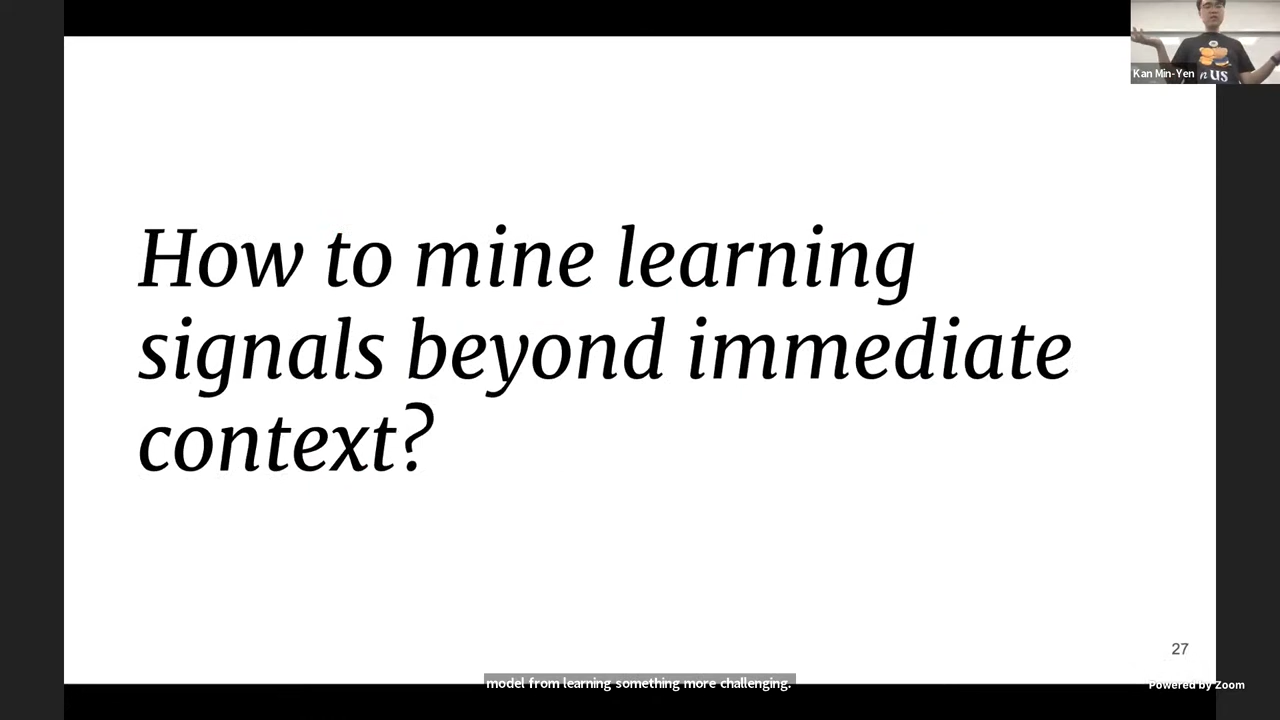 Kan Min-Yen
n US
How to mine learning
signals beyond immediate
context?
27
model from learning something more challenging.
Powered by Zoom